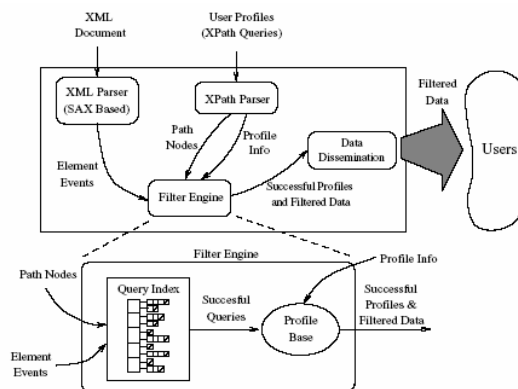 XML
Document
User Profiles
(XPath Queries)
XML Parser
(SAX Based)
XPath Parser
Filtered
Data
Path
Nodes
Profile
Info
Data
Dissemination
Users
Element
Events
Filter Engine
Successful Profiles
and Filtered Data
Filter Engine
Profile Info
Path Nodes
Query Index
Succesful
Queries
Successful
Profiles &
Filtered Data
Profile
Base
Element
Events